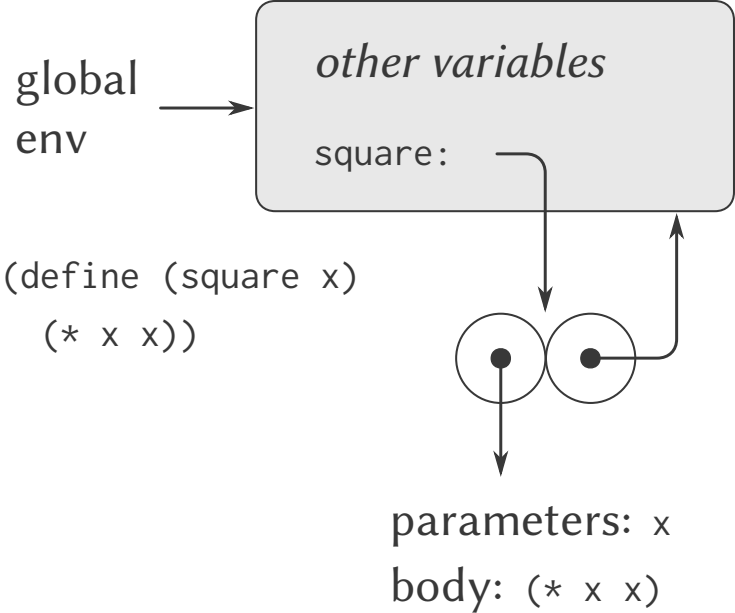 global
env
other variables
square:
(define (square x)
  (* x x))
parameters: x
body: (* x x)